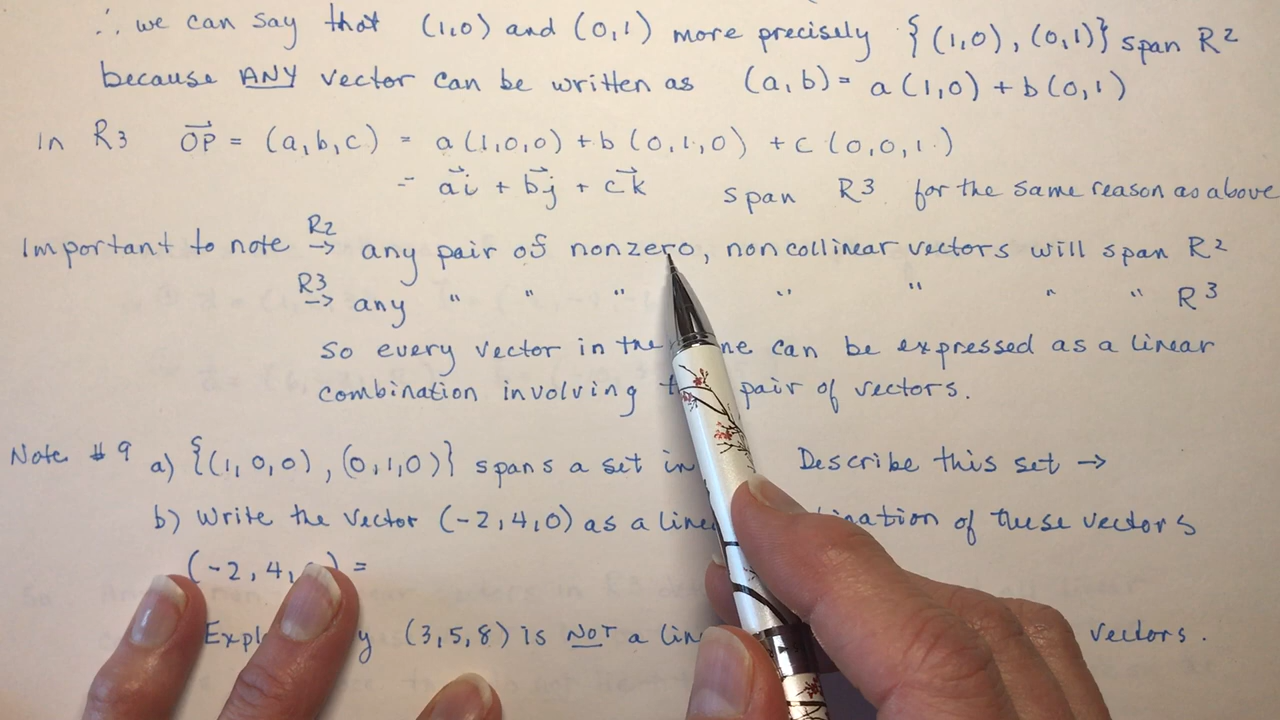 ∴ we can say that (1,0) and (0,1) more precisely {(1,0), (0,1)} span R2
because ANY vector can be written as (a,b) = a(1,0) + b(0,1)
In R3 OP⃗ = (a,b,c) = a(1,0,0) + b(0,1,0) + c(0,0,1)
= ai⃗ + bj⃗ + ck⃗ span R3 for the same reason as above
Important to note R2 → any pair of nonzero, noncollinear vectors will span R2
R3 → any " " " " " " " R3
so every vector in the can be expressed as a linear
combination involving pair of vectors.
Note #9 a) {(1,0,0), (0,1,0)} spans a set in Describe this set →
b) Write the vector (-2,4,0) as a of these vectors
(-2,4, ) =
(3,5,8) is NOT a vectors.